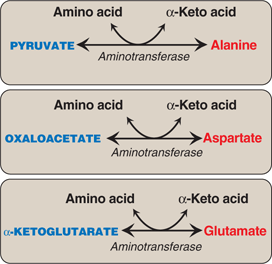 Amino acid α-Keto acid
PYRUVATE Alanine
Aminotransferase
Amino acid α-Keto acid
OXALOACETATE Aspartate
Aminotransferase
Amino acid α-Keto acid
α-KETOGLUTARATE Glutamate
Aminotransferase